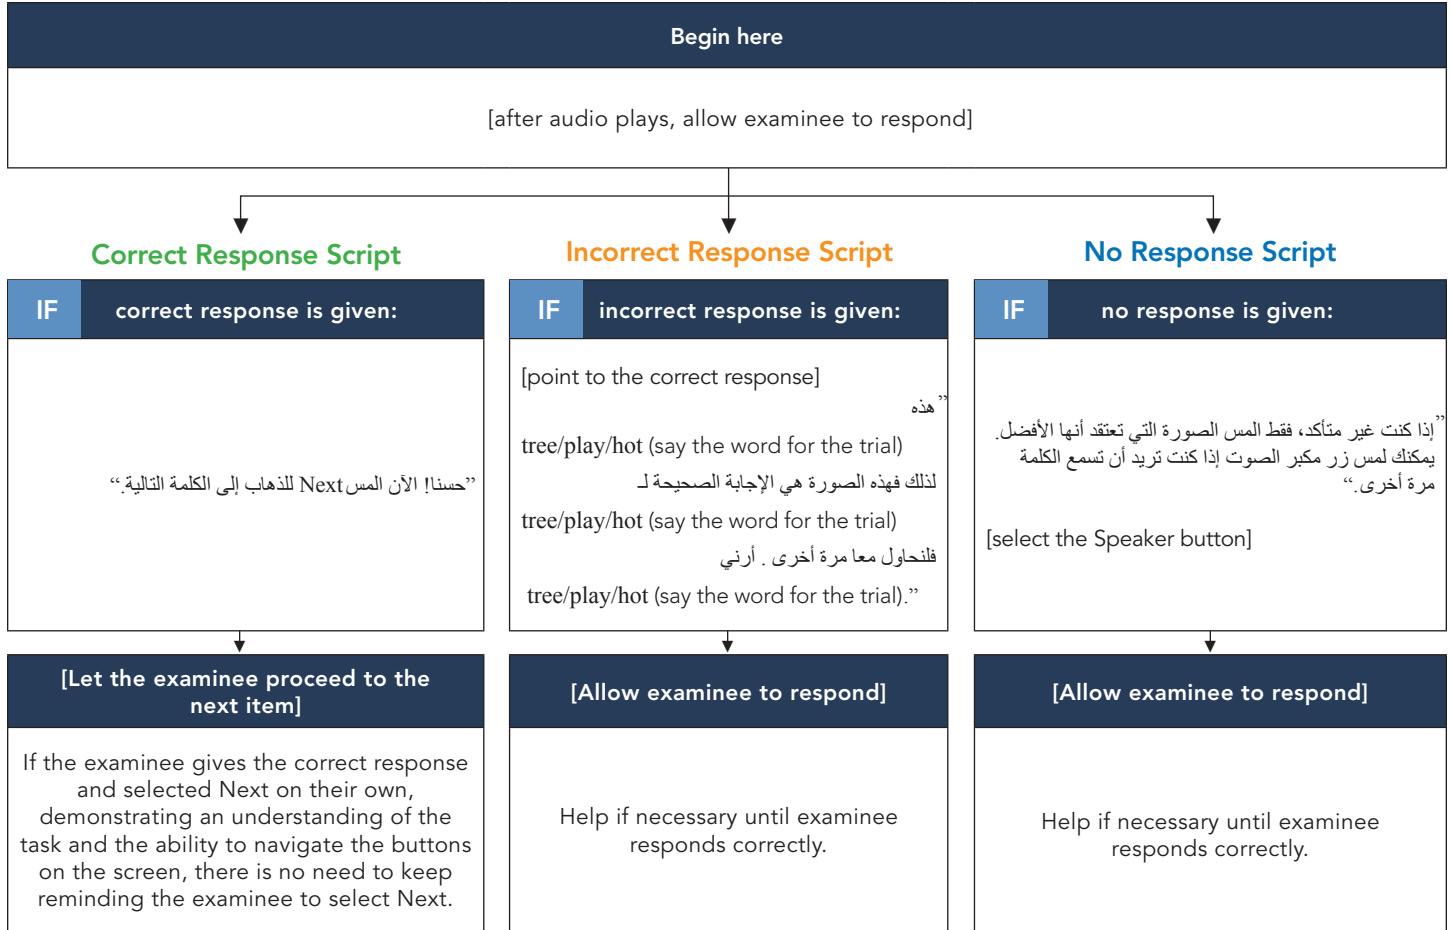 Begin here
[after audio plays, allow examinee to respond]
Correct Response Script
IF correct response is given:
”حسنا! الآن المس Next للذهاب إلى الكلمة التالية.“
[Let the examinee proceed to the
next item]
If the examinee gives the correct response
and selected Next on their own,
demonstrating an understanding of the
task and the ability to navigate the buttons
on the screen, there is no need to keep
reminding the examinee to select Next.
Incorrect Response Script
IF incorrect response is given:
[point to the correct response]
”هذه
tree/play/hot (say the word for the trial)
لذلك فهذه الصورة هي الإجابة الصحيحة لـ
tree/play/hot (say the word for the trial)
فلنحاول معا مرة أخرى . أرني
tree/play/hot (say the word for the trial).”
[Allow examinee to respond]
Help if necessary until examinee
responds correctly.
No Response Script
IF no response is given:
”إذا كنت غير متأكد، فقط المس الصورة التي تعتقد أنها الأفضل.
يمكنك لمس زر مكبر الصوت إذا كنت تريد أن تسمع الكلمة
مرة أخرى.“
[select the Speaker button]
[Allow examinee to respond]
Help if necessary until examinee
responds correctly.